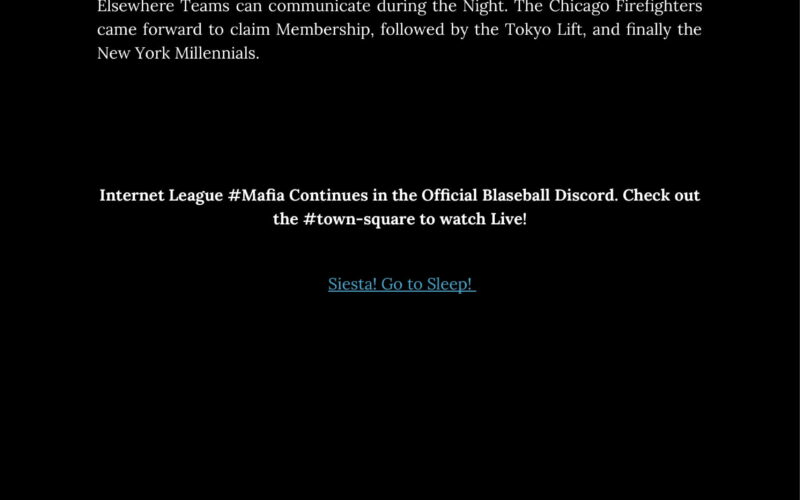 Elsewhere Teams can communicate during the Night. The Chicago Firefighters
came forward to claim Membership, followed by the Tokyo Lift, and finally the
New York Millennials.
Internet League #Mafia Continues in the Official Blaseball Discord. Check out
the #town-square to watch Live!
Siesta! Go to Sleep!